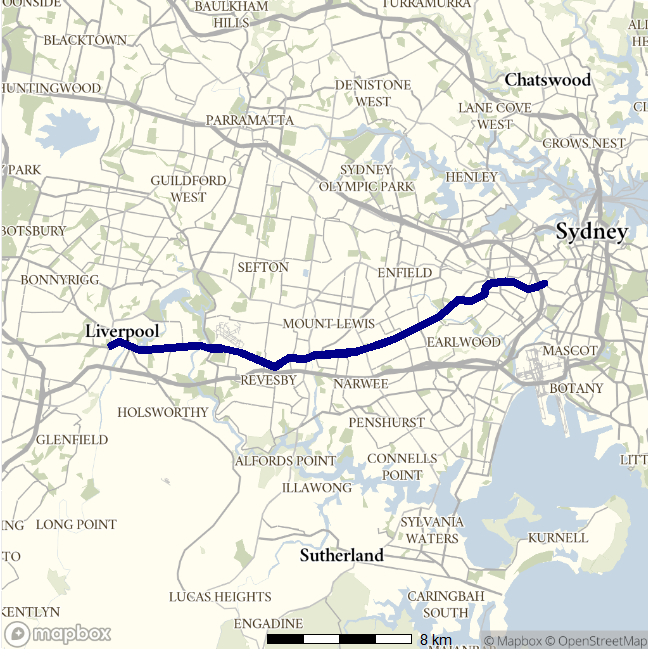 OONSIDE
BAULKHAM
HILLS
TURRAMURRA
BLACKTOWN
HUNTINGWOOD
DENISTONE
WEST
Chatswood
LANE COVE
WEST
PARRAMATTA
CROWS NEST
PARK
SYDNEY
OLYMPIC PARK
HENLEY
GUILDFORD
WEST
BOTSBURY
Sydney
BONNYRIGG
SEFTON
ENFIELD
Liverpool
MOUNT LEWIS
EARLWOOD
MASCOT
REVESBY
NARWEE
BOTANY
HOLSWORTHY
PENSHURST
GLENFIELD
ALFORDS POINT
CONNELLS
POINT
LITT
ILLAWONG
ING
LONG POINT
SYLVANIA
WATERS
KURNELL
TO
Sutherland
KENTLYN
LUCAS HEIGHTS
CARINGBAH
SOUTH
ENGADINE
mapbox
8 km
© Mapbox © OpenStreetMap